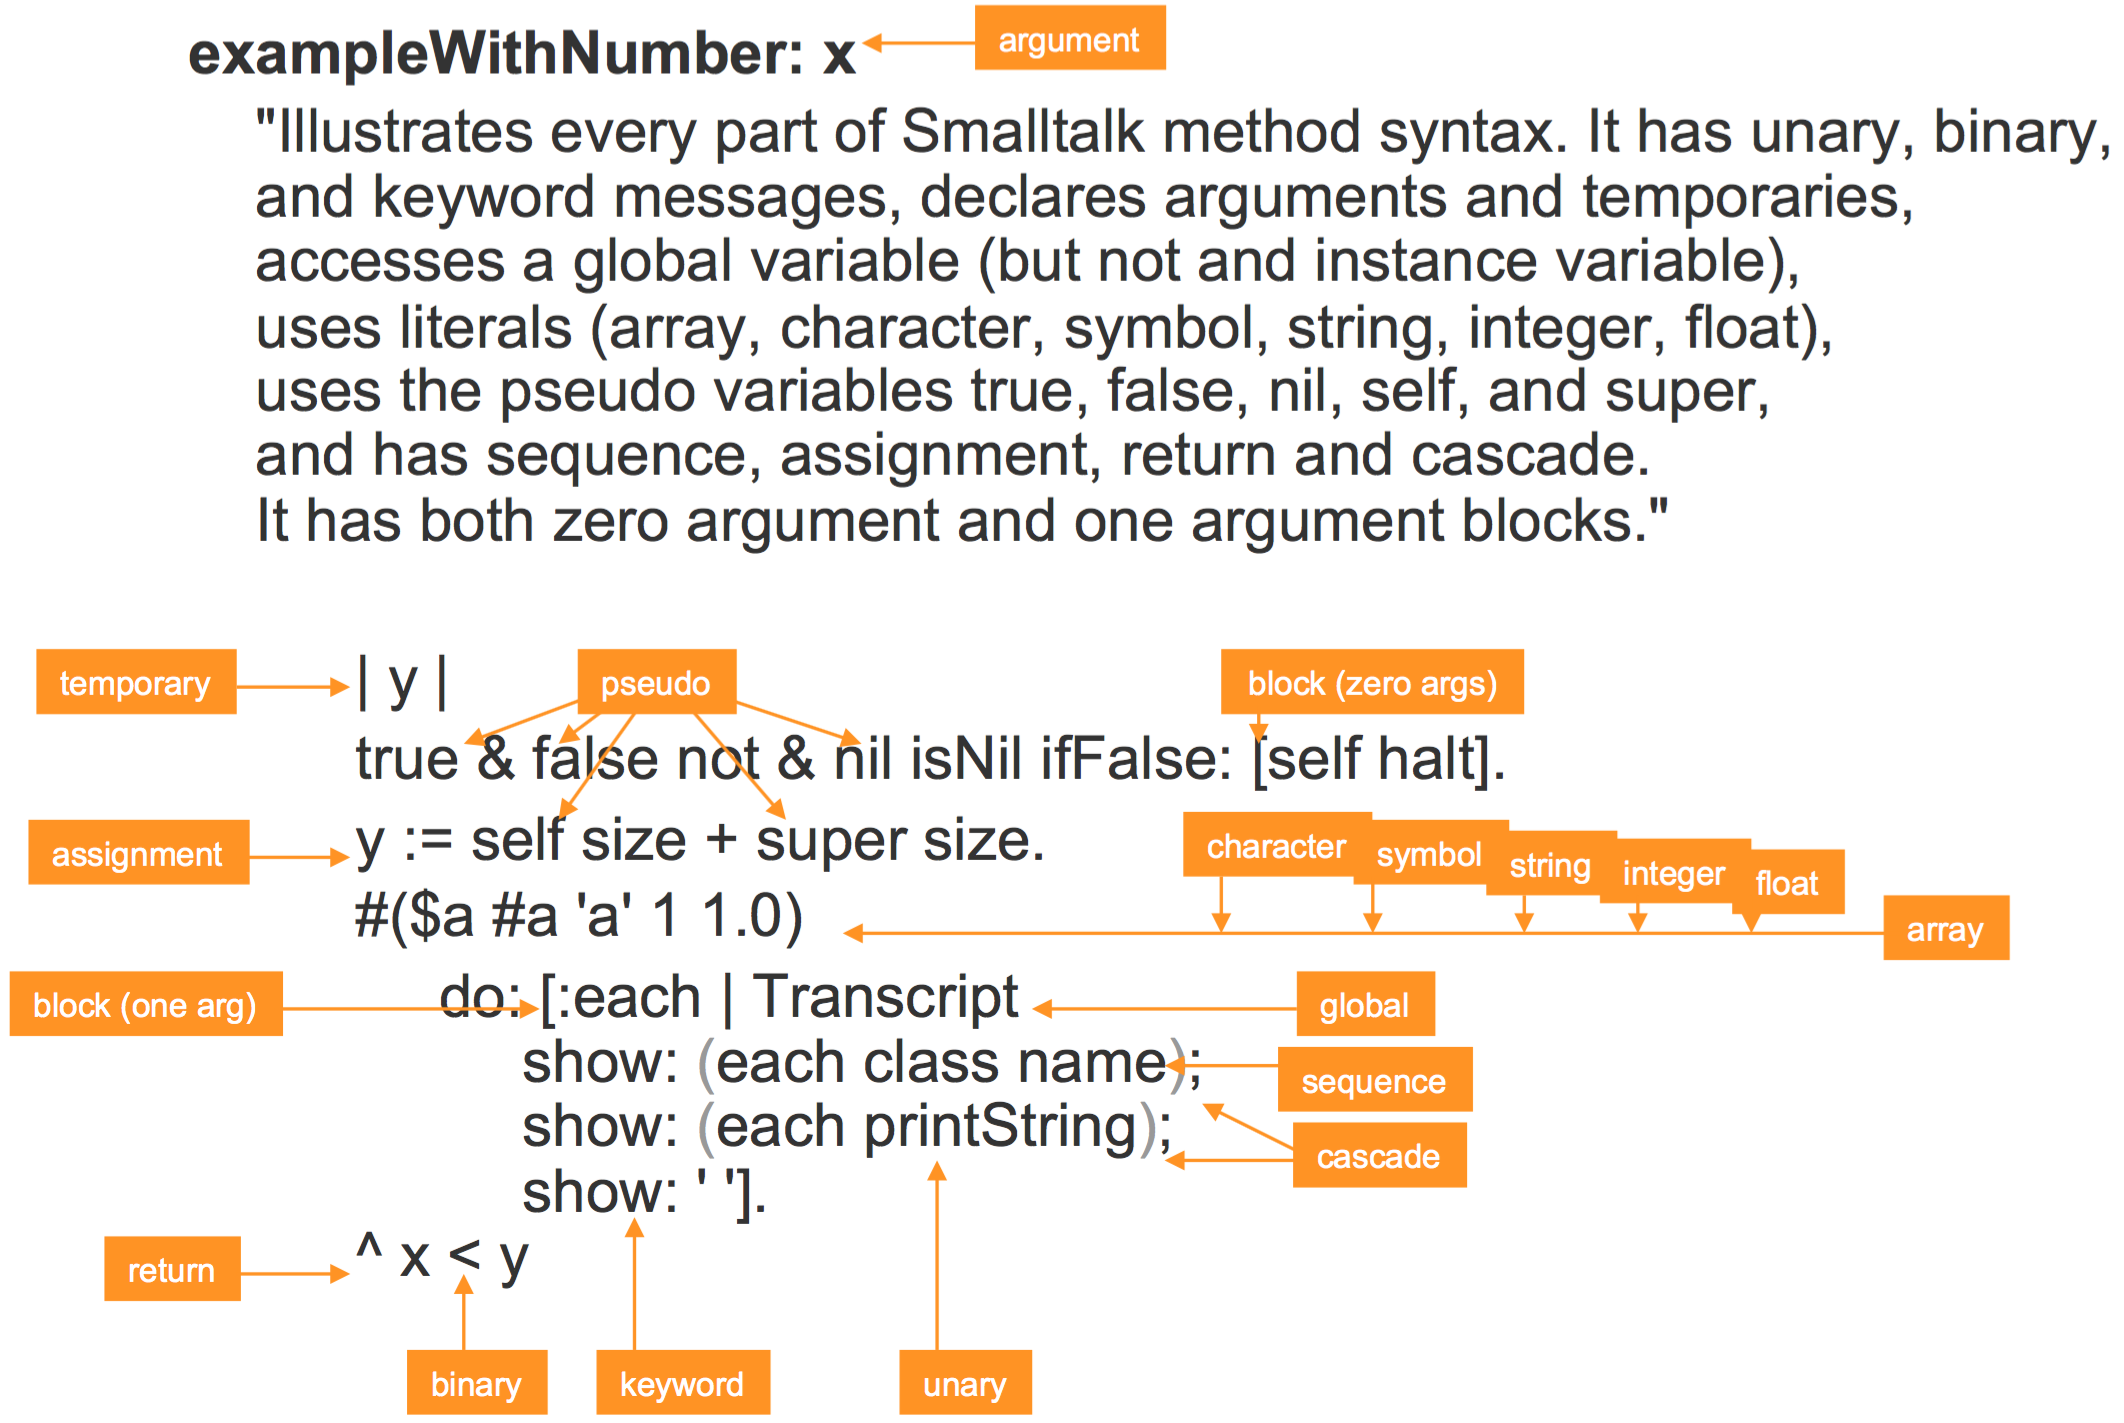 exampleWithNumber: x
argument
"Illustrates every part of Smalltalk method syntax. It has unary, binary,
and keyword messages, declares arguments and temporaries,
accesses a global variable (but not and instance variable),
uses literals (array, character, symbol, string, integer, float),
uses the pseudo variables true, false, nil, self, and super,
and has sequence, assignment, return and cascade.
It has both zero argument and one argument blocks."
temporary
| y |
pseudo
block (zero args)
true & false not & nil isNil ifFalse: [self halt].
assignment
y := self size + super size.
character
symbol
string
integer
float
#($a #a 'a' 1 1.0)
array
block (one arg)
do: [:each | Transcript
global
show: (each class name);
sequence
show: (each printString);
cascade
show: ' '].
return
^ x < y
binary
keyword
unary